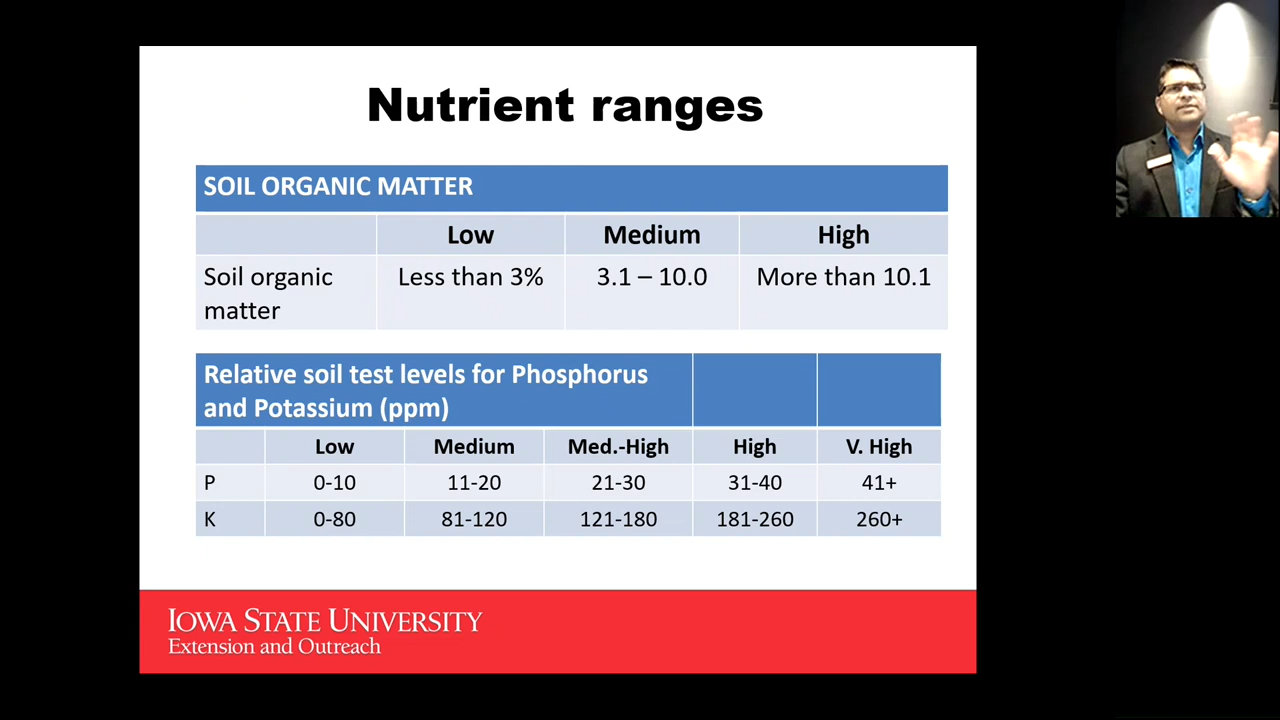 Nutrient ranges
SOIL ORGANIC MATTER
Low Medium High
Soil organic matter Less than 3% 3.1 – 10.0 More than 10.1
Relative soil test levels for Phosphorus
and Potassium (ppm)
Low Medium Med.-High High V. High
P 0-10 11-20 21-30 31-40 41+
K 0-80 81-120 121-180 181-260 260+
IOWA STATE UNIVERSITY
Extension and Outreach